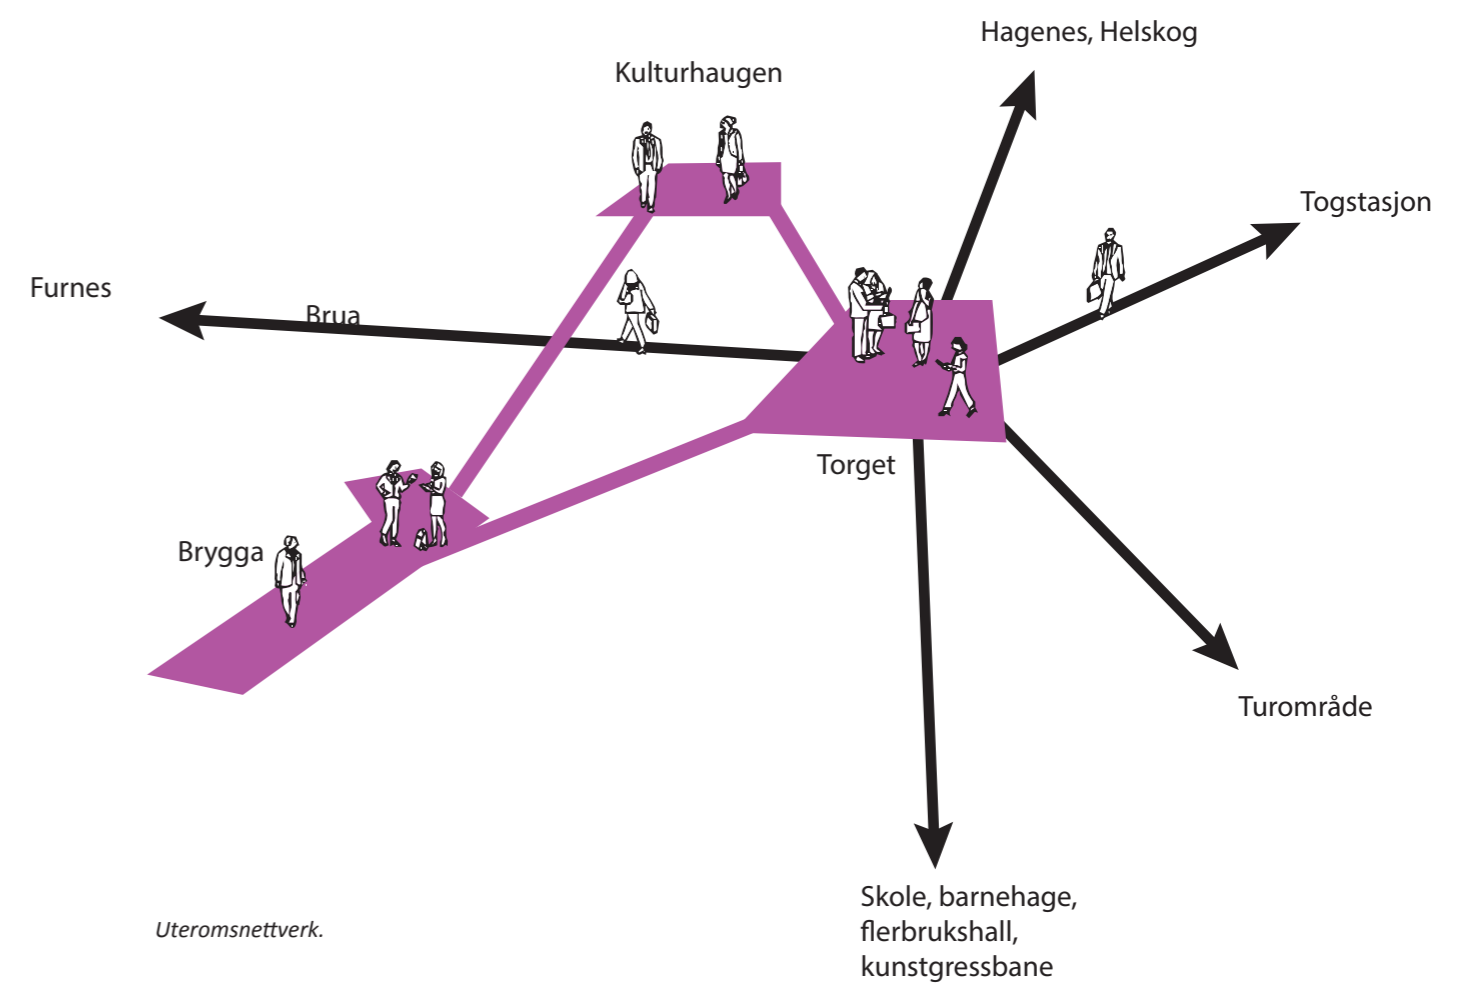 Hagenes, Helskog
Kulturhaugen
Togstasjon
Furnes
Brua
Torget
Brygga
Turområde
Skole, barnehage,
flerbrukshall,
kunstgressbane
Uteromsnettverk.